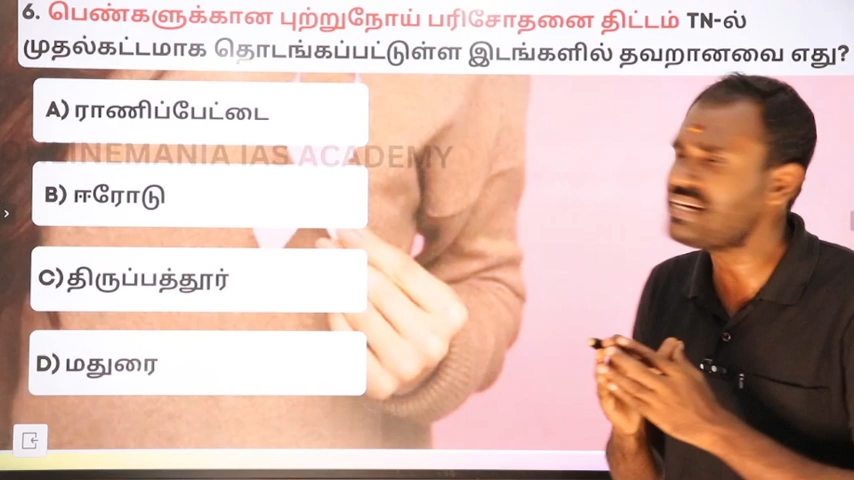 6. பெண்களுக்கான புற்றுநோய் பரிசோதனை திட்டம் TN-ல்
முதல்கட்டமாக தொடங்கப்பட்டுள்ள இடங்களில் தவறானவை எது?
A) ராணிப்பேட்டை
INEMANIA IAS ACADEMY
B) ஈரோடு
C) திருப்பத்தூர்
D) மதுரை